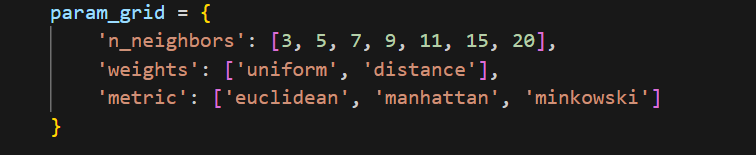 param_grid = {
    'n_neighbors': [3, 5, 7, 9, 11, 15, 20],
    'weights': ['uniform', 'distance'],
    'metric': ['euclidean', 'manhattan', 'minkowski']
}